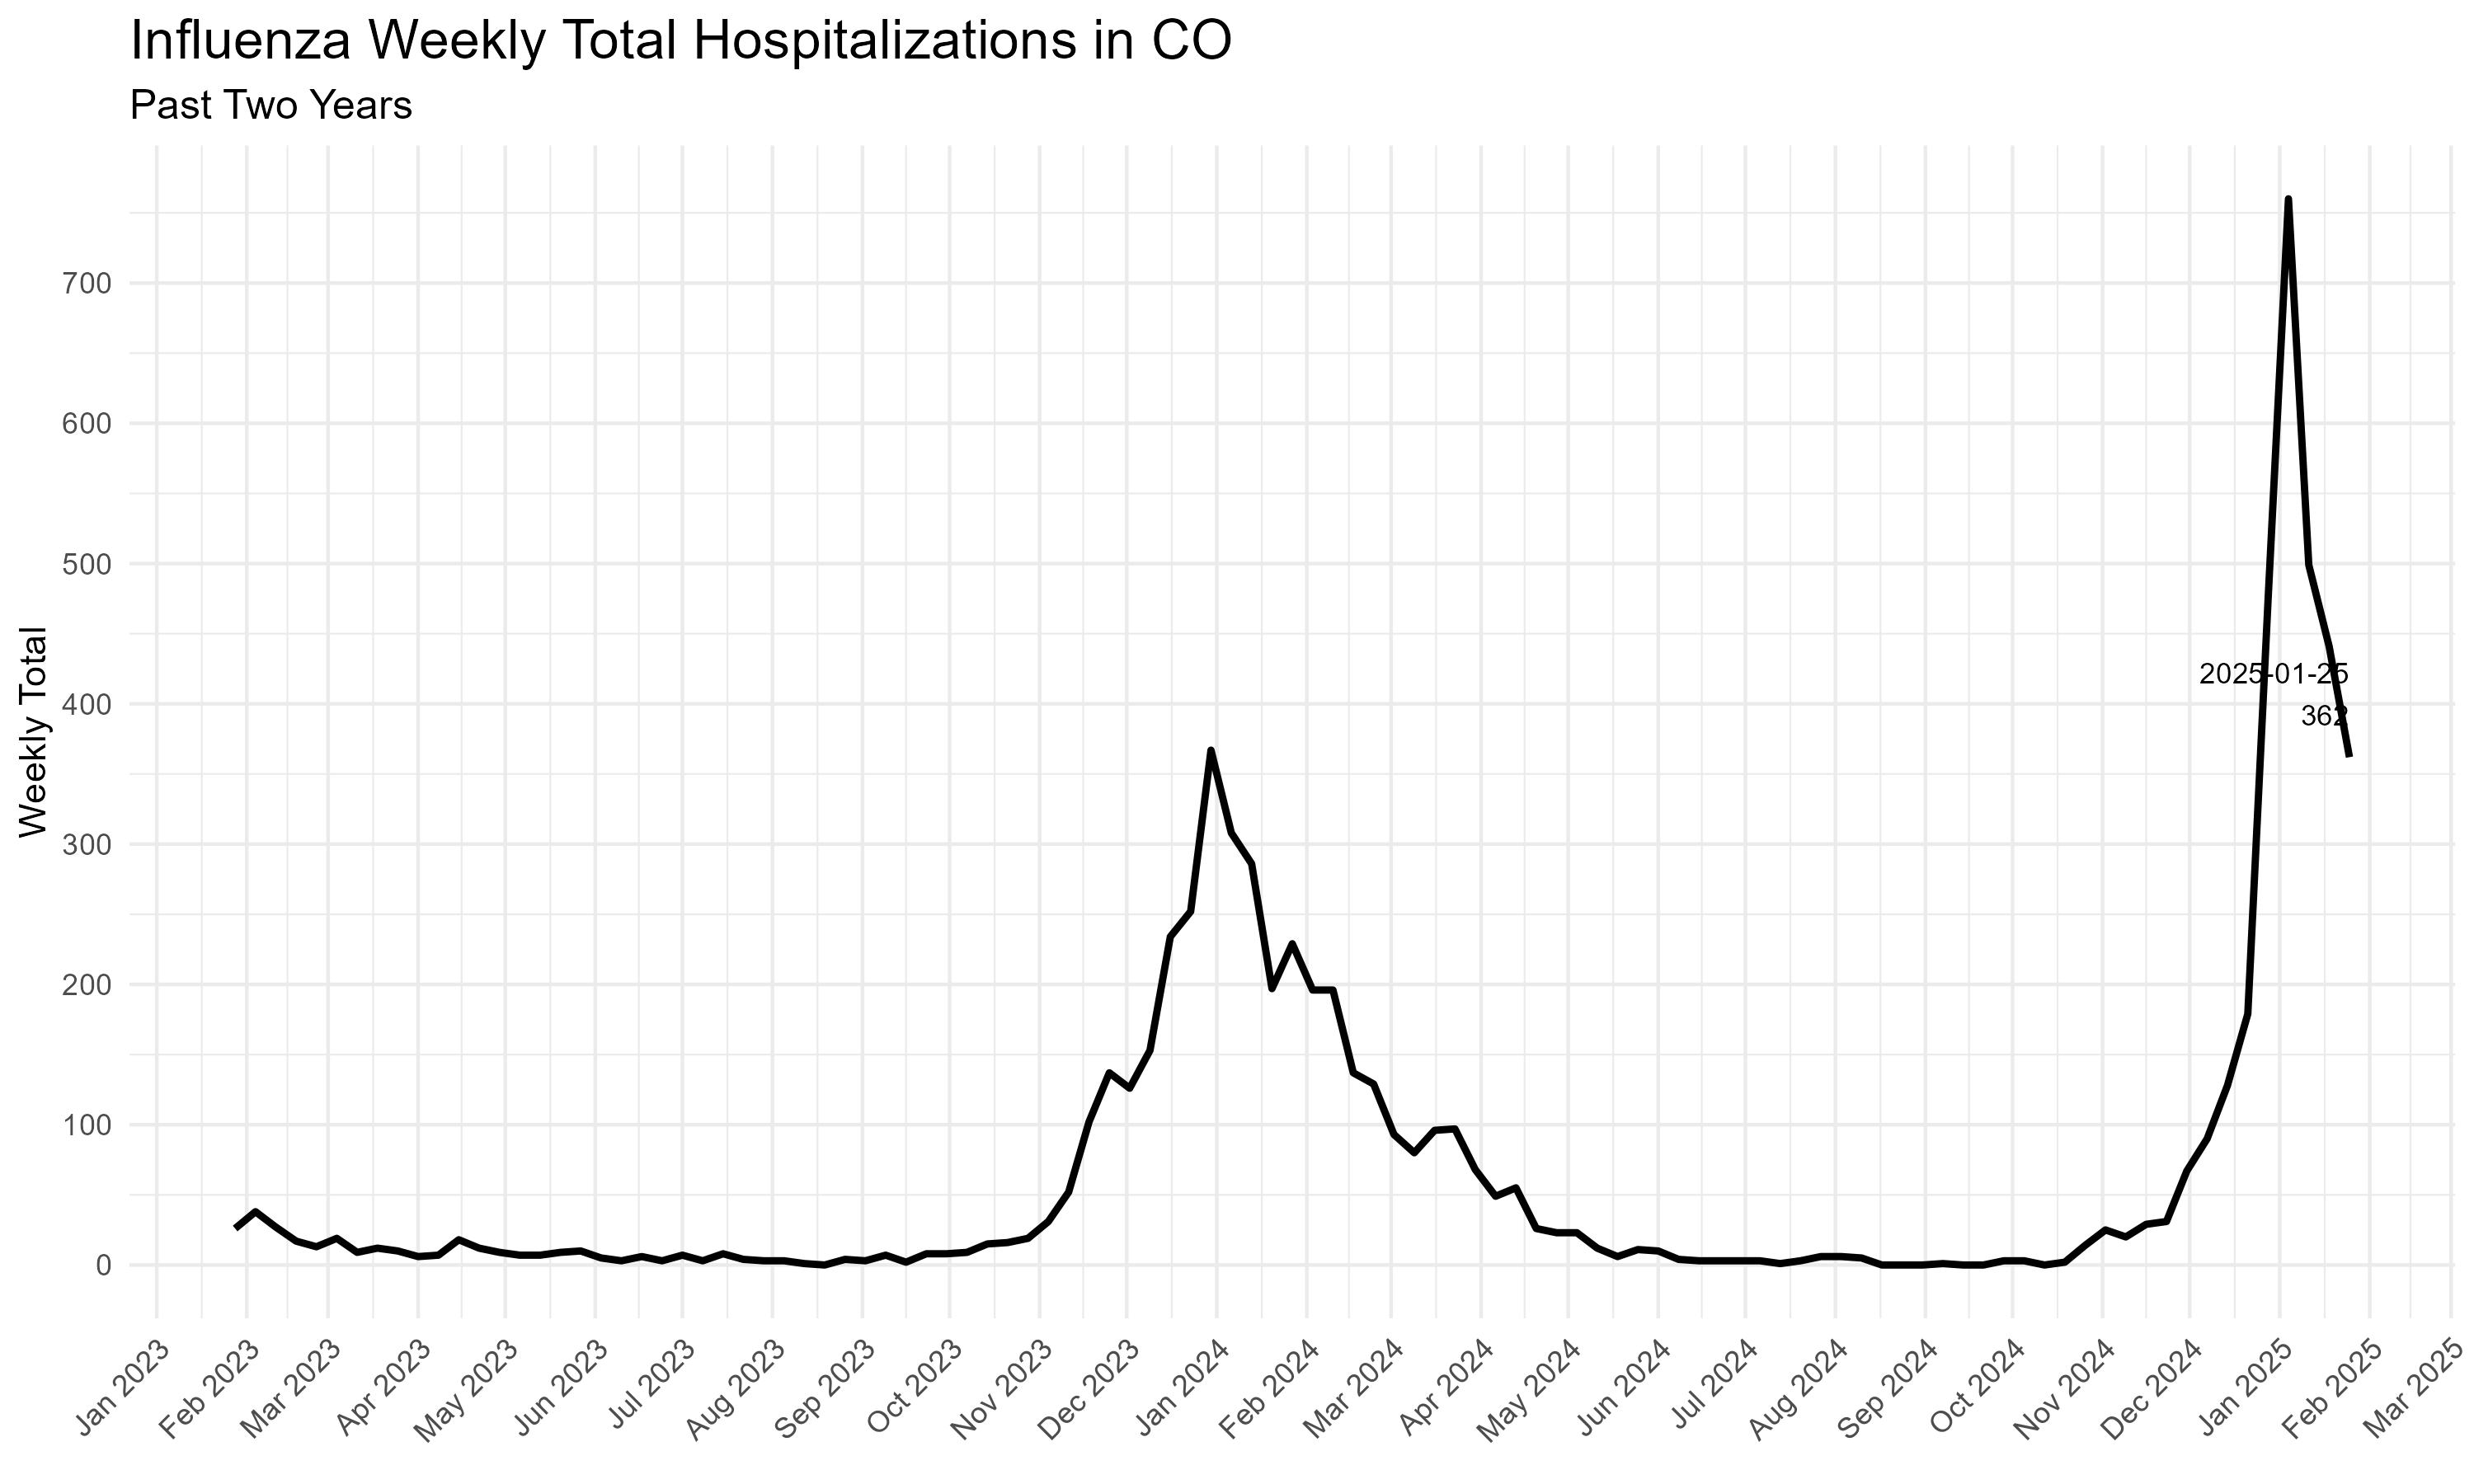 Influenza Weekly Total Hospitalizations in CO
Past Two Years
Weekly Total
700
600
500
400
300
200
100
0
2025-01-25
362
Jan 2023
Feb 2023
Mar 2023
Apr 2023
May 2023
Jun 2023
Jul 2023
Aug 2023
Sep 2023
Oct 2023
Nov 2023
Dec 2023
Jan 2024
Feb 2024
Mar 2024
Apr 2024
May 2024
Jun 2024
Jul 2024
Aug 2024
Sep 2024
Oct 2024
Nov 2024
Dec 2024
Jan 2025
Feb 2025
Mar 2025